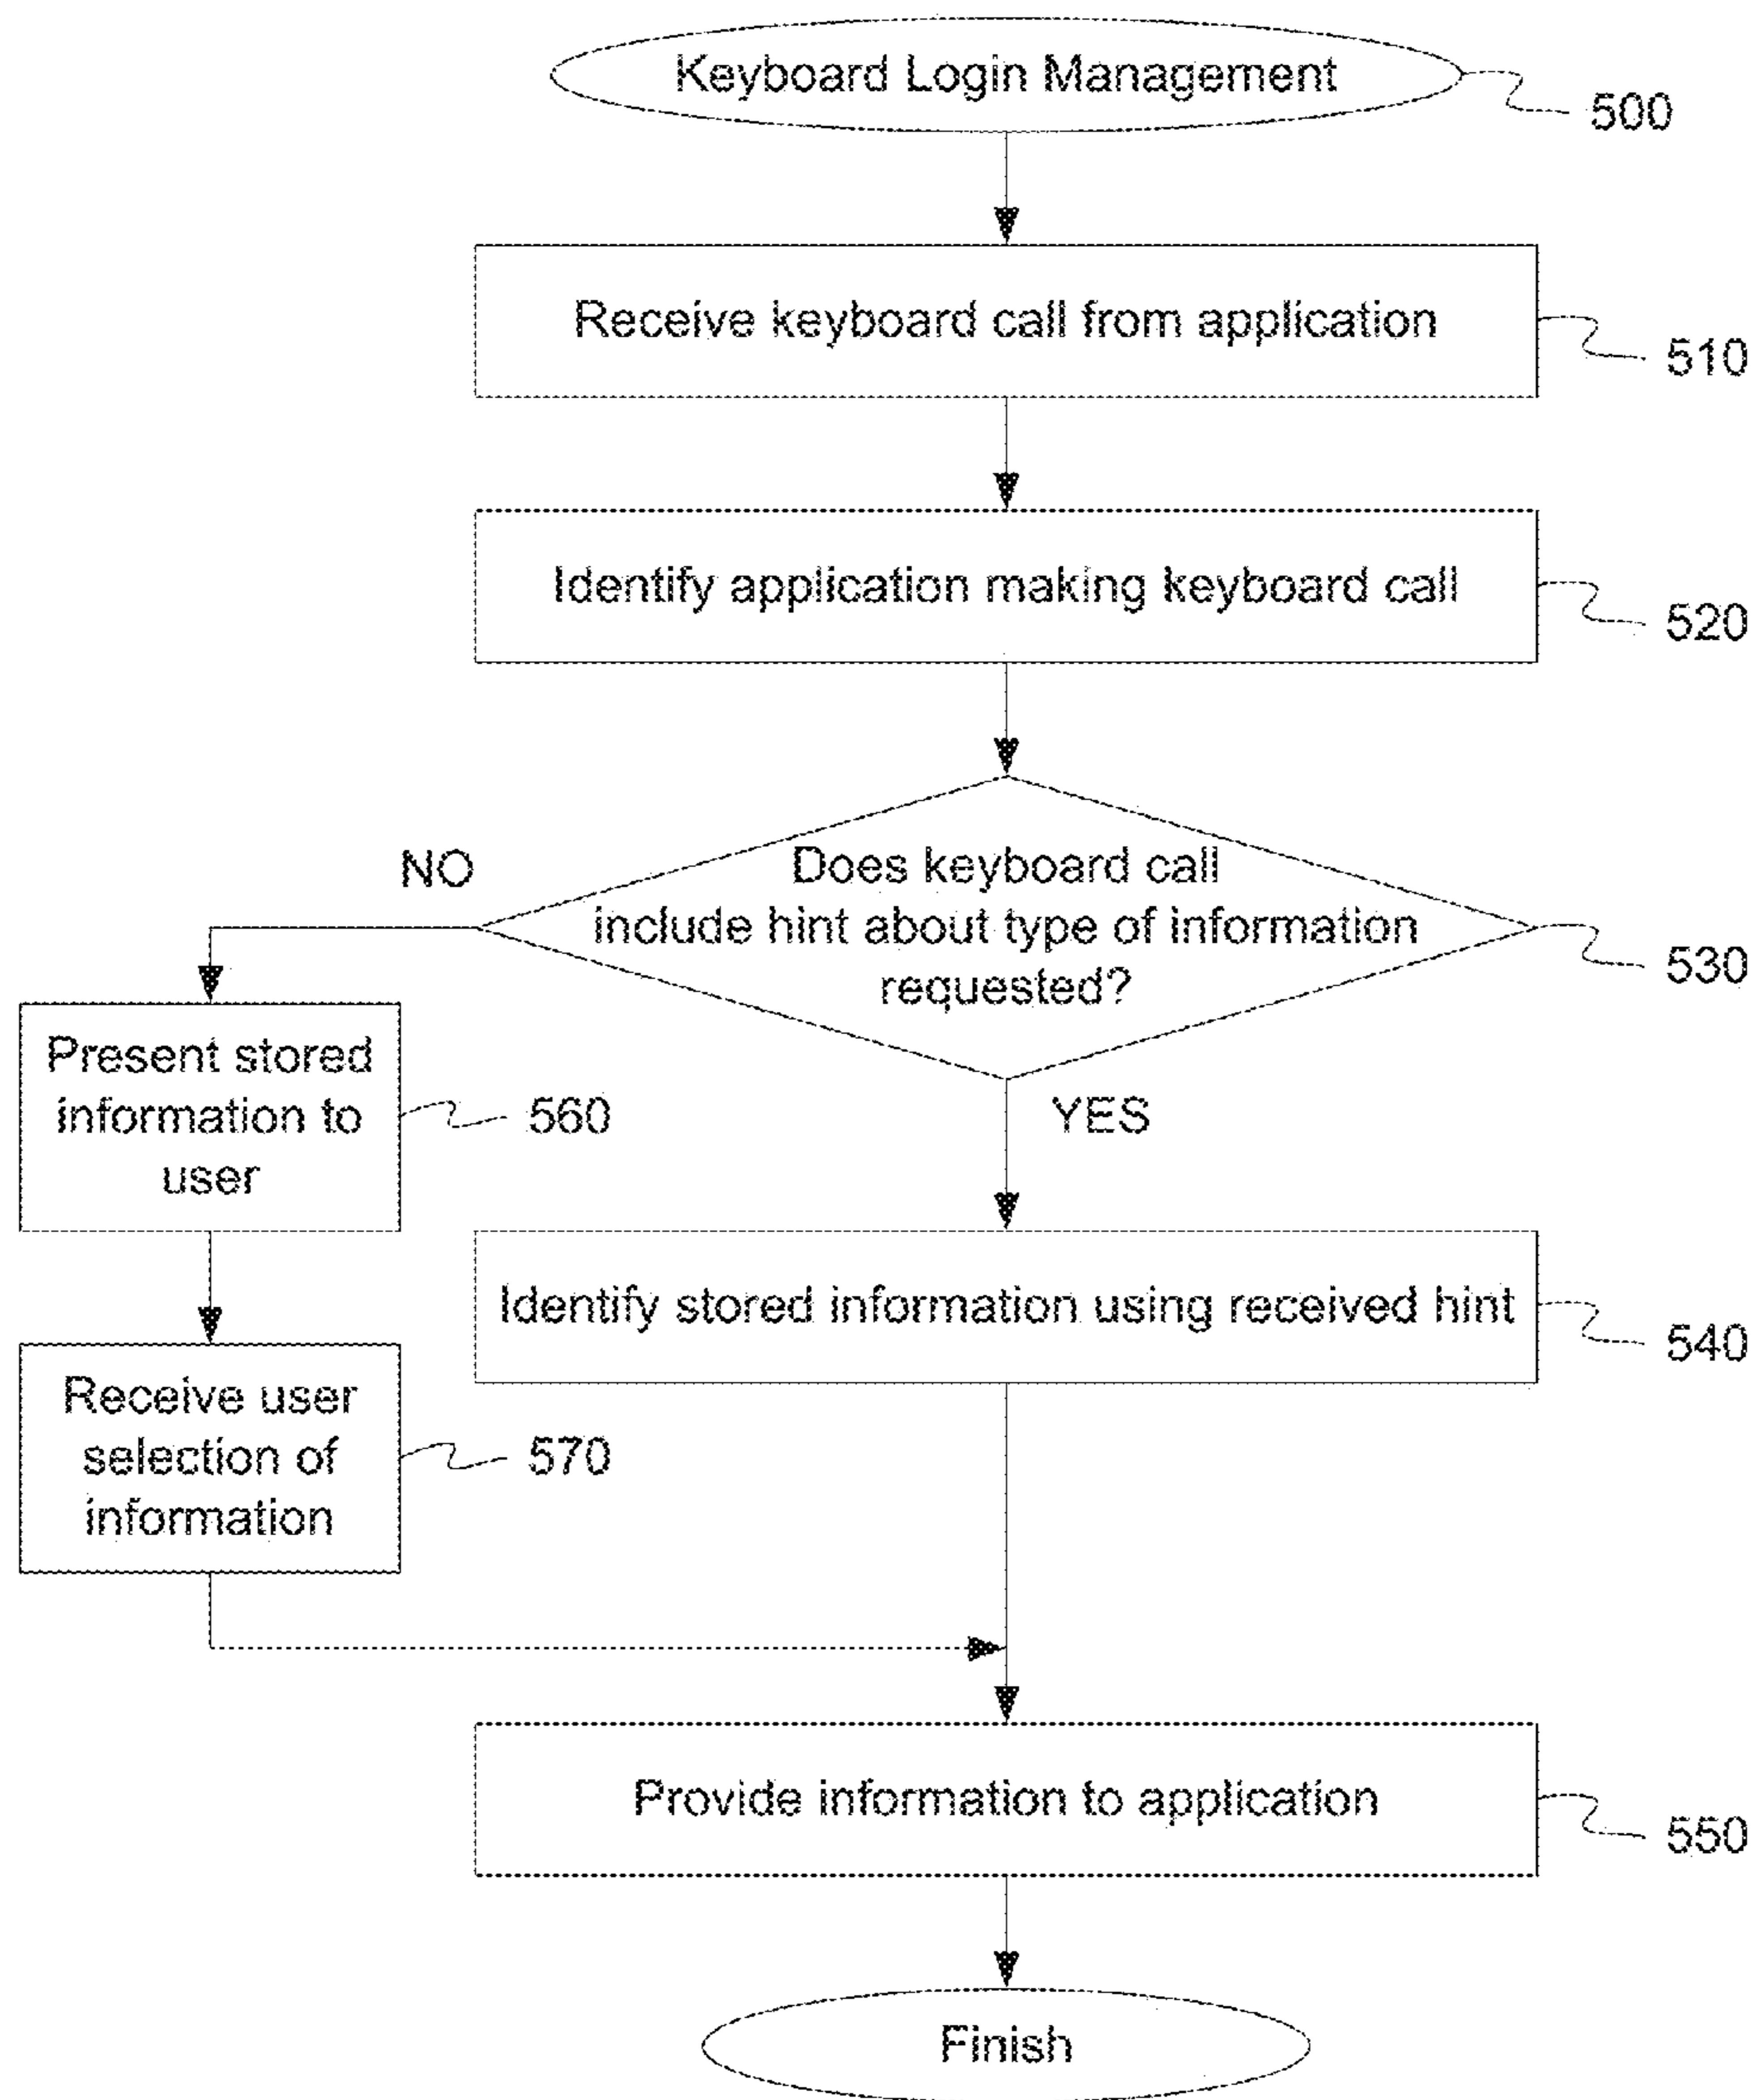 Keyboard Login Management
500
Receive keyboard call from application
510
Identify application making keyboard call
520
Does keyboard call
include hint about type of information
requested?
530
NO
YES
Present stored
information to
user
560
Identify stored information using received hint
540
Receive user
selection of
information
570
Provide information to application
550
Finish